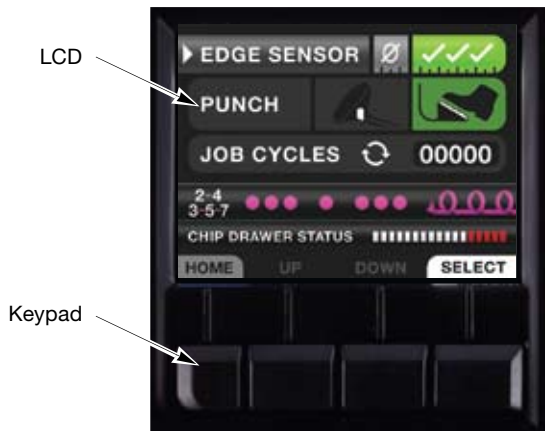 LCD
EDGE SENSOR
PUNCH
JOB CYCLES 00000
2-4
3-5-7
CHIP DRAWER STATUS
HOME UP DOWN SELECT
Keypad